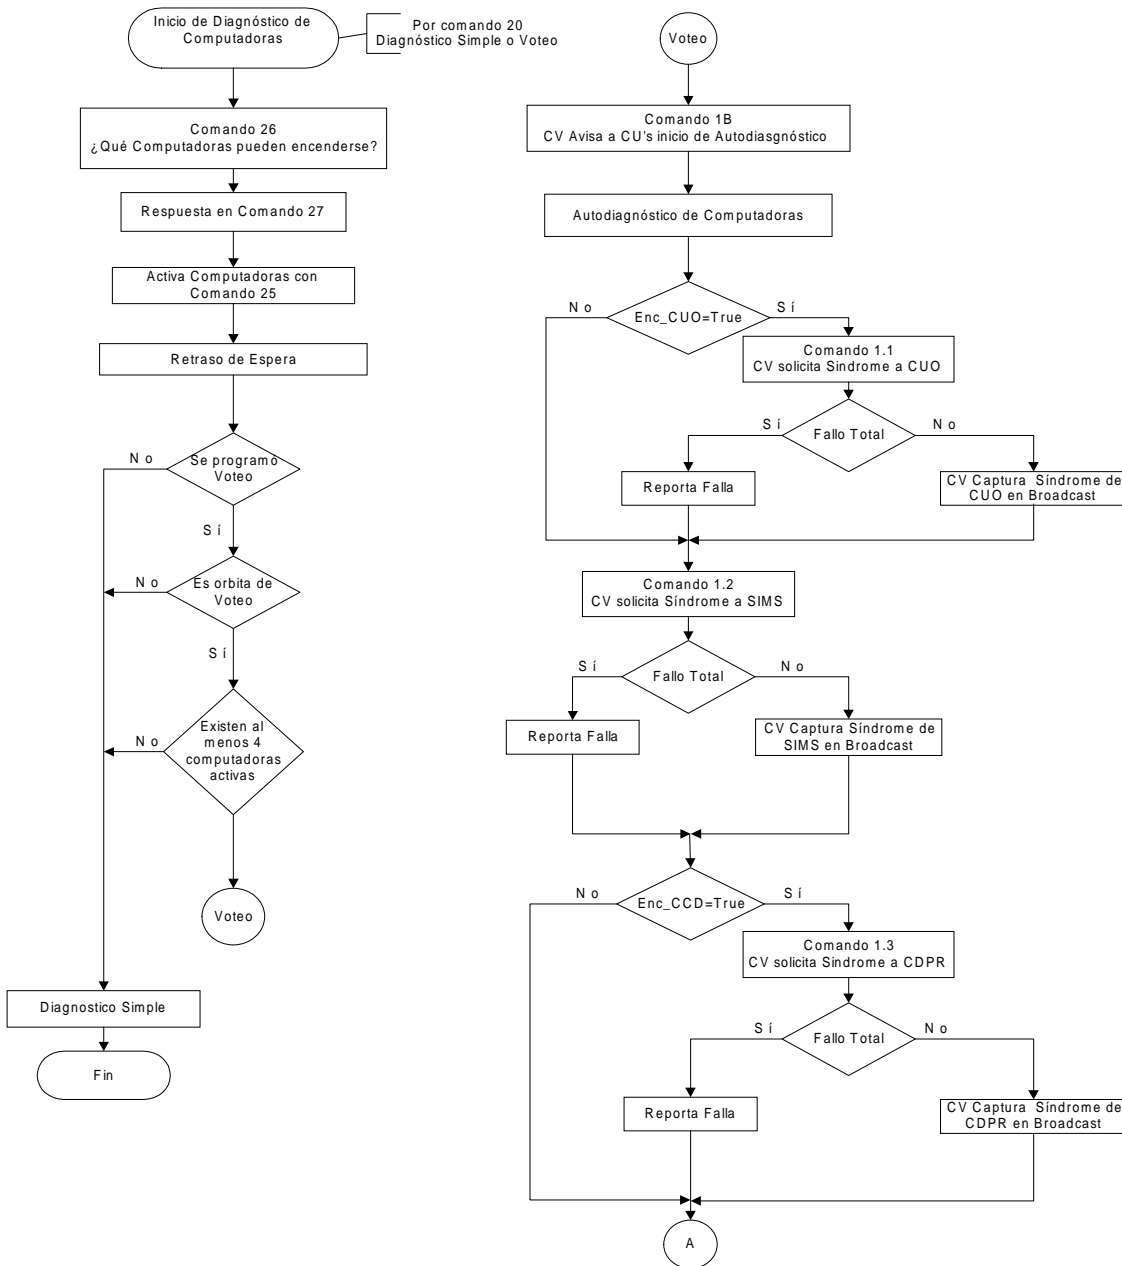 Inicio de Diagnóstico de
Computadoras
Por comando 20
Diagnóstico Simple o Voteo
Comando 26
¿Qué Computadoras pueden encenderse?
Respuesta en Comando 27
Activa Computadoras con
Comando 25
Retraso de Espera
Se programó
Voteo
No
Sí
Es orbita de
Voteo
No
Sí
Existen al
menos 4
computadoras
activas
No
Voteo
Diagnostico Simple
Fin
Voteo
Comando 1B
CV Avisa a CU's inicio de Autodiasgnóstico
Autodiagnóstico de Computadoras
Enc_CUO=True
No
Sí
Comando 1.1
CV solicita Sindrome a CUO
Fallo Total
Sí
No
Reporta Falla
CV Captura Síndrome de
CUO en Broadcast
Comando 1.2
CV solicita Síndrome a SIMS
Fallo Total
Sí
No
Reporta Falla
CV Captura Síndrome de
SIMS en Broadcast
Enc_CCD=True
No
Sí
Comando 1.3
CV solicita Sindrome a CDPR
Fallo Total
Sí
No
Reporta Falla
CV Captura Síndrome de
CDPR en Broadcast
A